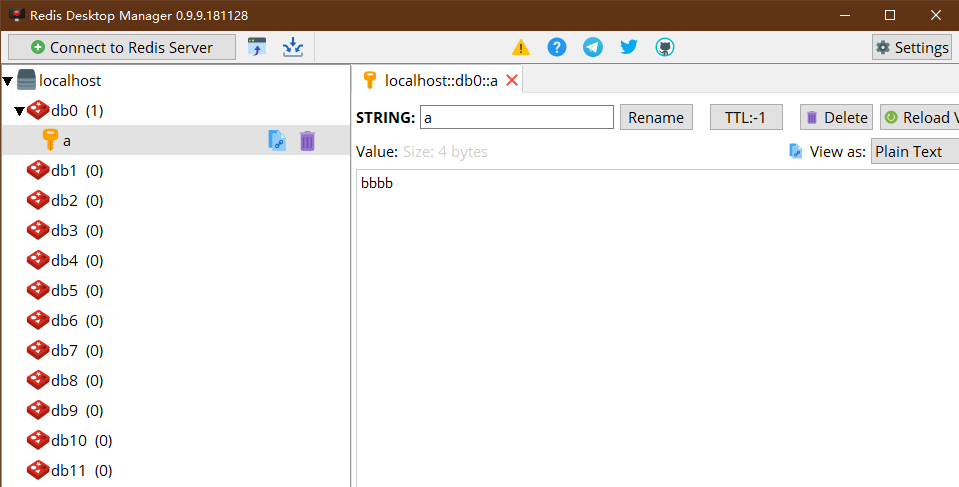 Redis Desktop Manager 0.9.9.181128
Connect to Redis Server
Settings
localhost
db0 (1)
a
db1 (0)
db2 (0)
db3 (0)
db4 (0)
db5 (0)
db6 (0)
db7 (0)
db8 (0)
db9 (0)
db10 (0)
db11 (0)
localhost::db0::a
STRING: a Rename TTL:-1 Delete Reload V
Value: Size: 4 bytes View as: Plain Text
bbbb